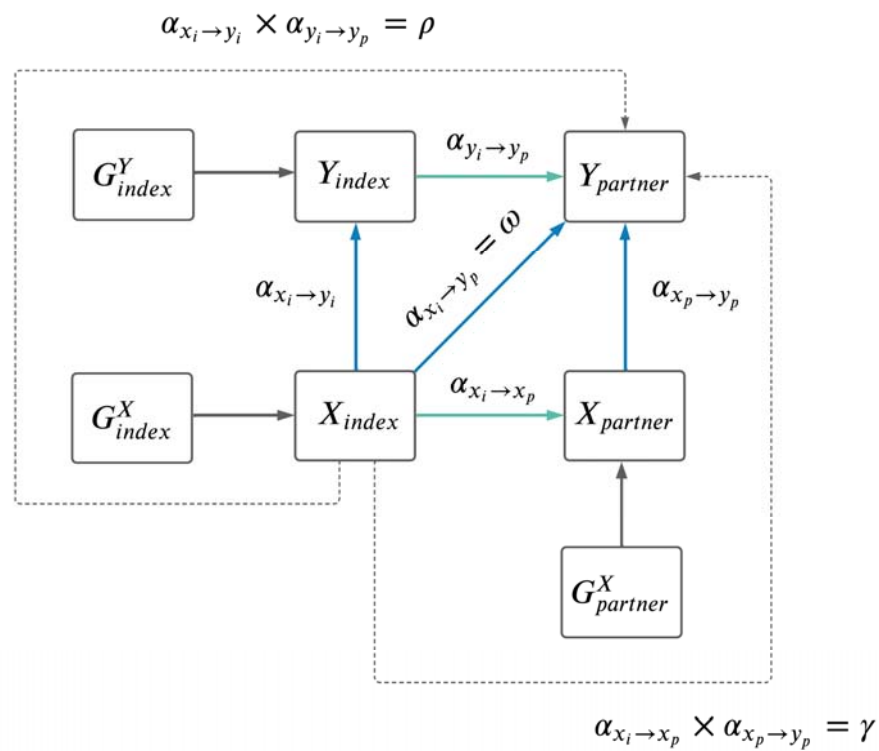 α_{x_i→y_i} × α_{y_i→y_p} = ρ
G^Y_{index}
Y_{index}
α_{y_i→y_p}
Y_{partner}
α_{x_i→y_i}
α_{x_i→y_p} = ω
α_{x_p→y_p}
G^X_{index}
X_{index}
α_{x_i→x_p}
X_{partner}
G^X_{partner}
α_{x_i→x_p} × α_{x_p→y_p} = γ